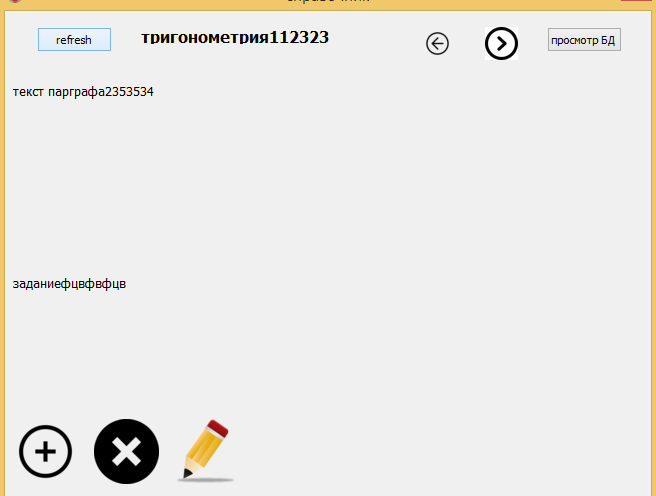 refresh
тригонометрия112323
просмотр БД
текст парграфа2353534
заданиефцвфвфцв